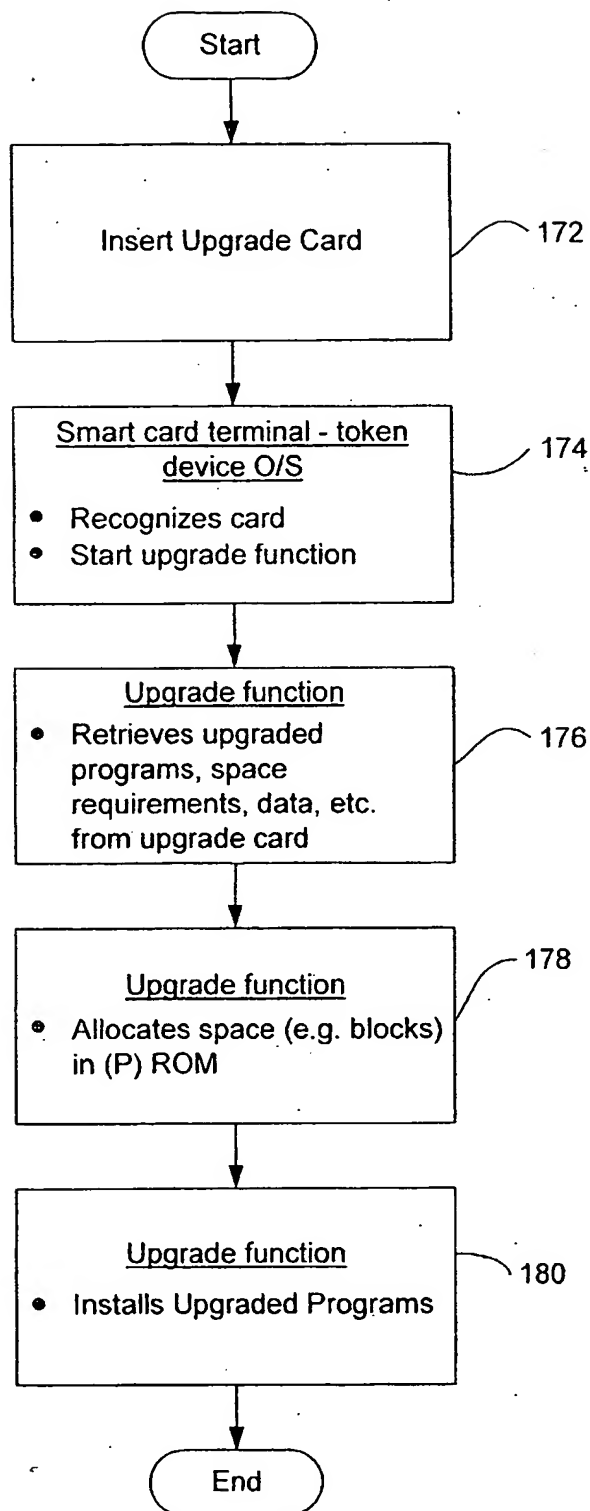 Start
Insert Upgrade Card
172
Smart card terminal - token
device O/S
• Recognizes card
• Start upgrade function
174
Upgrade function
• Retrieves upgraded
programs, space
requirements, data, etc.
from upgrade card
176
Upgrade function
• Allocates space (e.g. blocks)
in (P) ROM
178
Upgrade function
• Installs Upgraded Programs
180
End